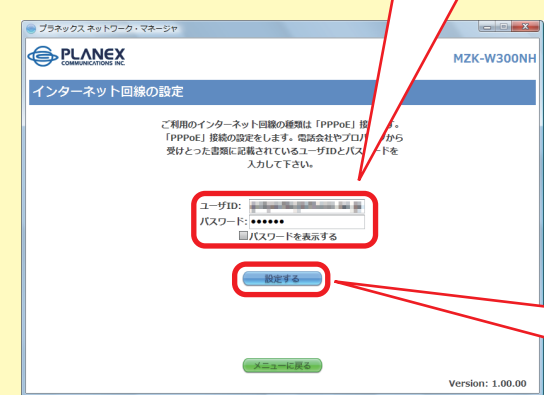 プラネックス ネットワーク・マネージャ
PLANEX
COMMUNICATIONS INC.
MZK-W300NH
インターネット回線の設定
ご利用のインターネット回線の種類は「PPPoE」接 す。
「PPPoE」接続の設定をします。電話会社やプロバ から
受けとった書類に記載されているユーザIDとパス ードを
入力して下さい。
ユーザID:
パスワード: ●●●●●●
パスワードを表示する
設定する
メニューに戻る
Version: 1.00.00